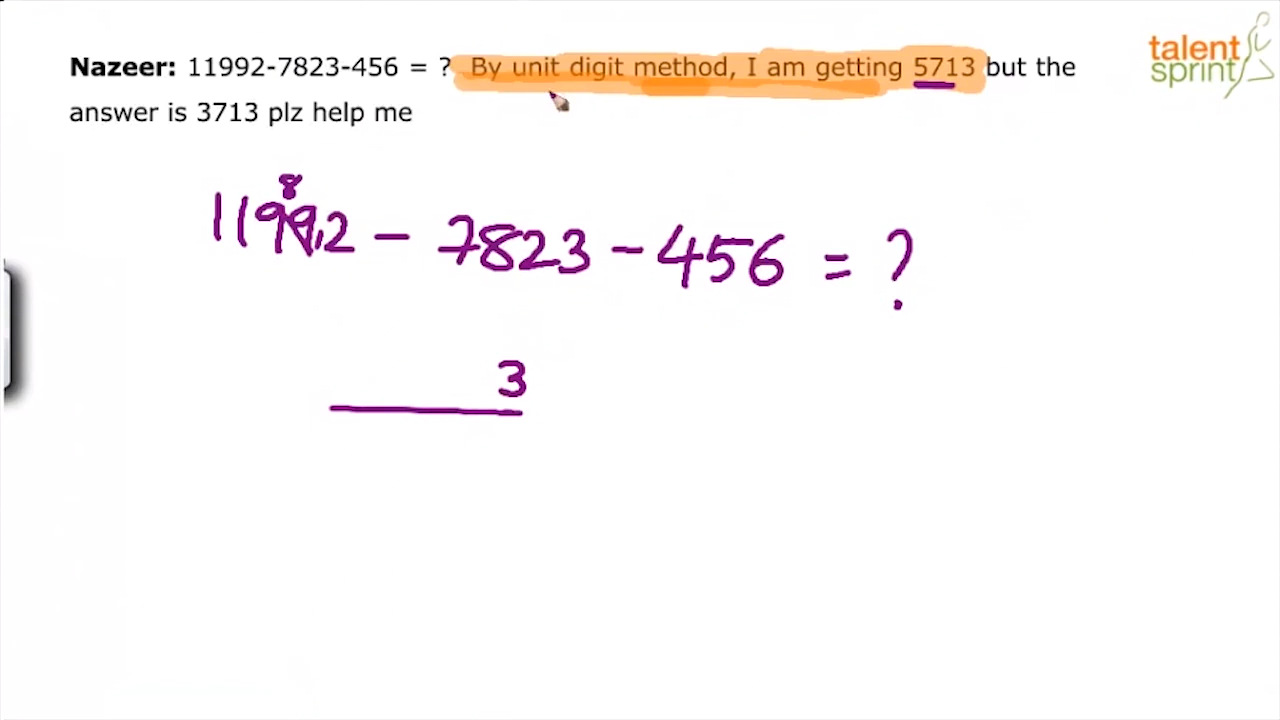 Nazeer: 11992-7823-456 = ? By unit digit method, I am getting 5713 but the
talent
sprint
answer is 3713 plz help me
8
11992 - 7823 - 456 = ?
3